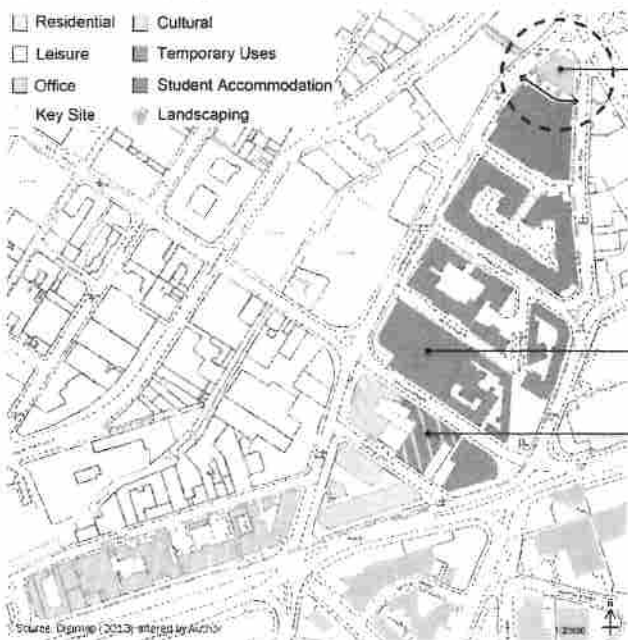 Residential
Cultural
Leisure
Temporary Uses
Office
Student Accommodation
Key Site
Landscaping
Source: Digimap (2013) altered by Author